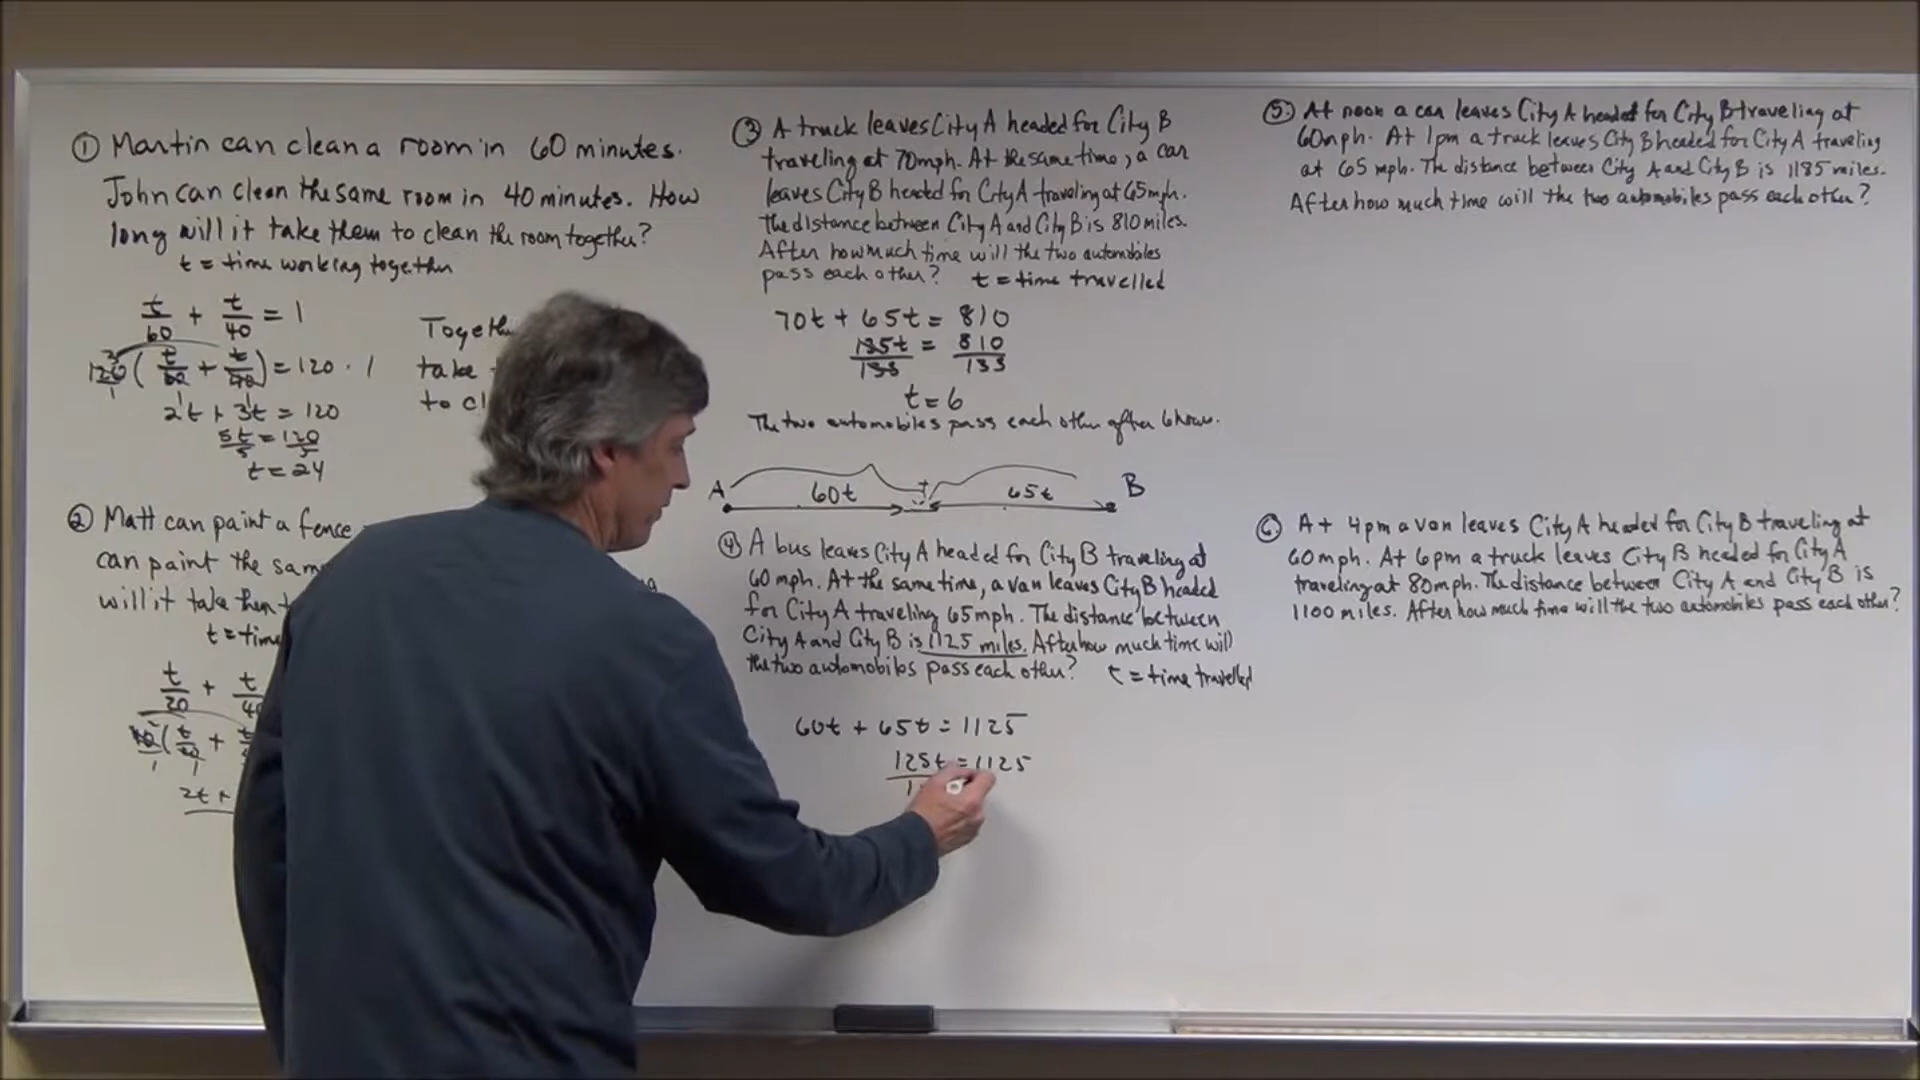 ① Martin can clean a room in 60 minutes.
John can clean the same room in 40 minutes. How
long will it take them to clean the room together?
t = time working together
t/60 + t/40 = 1
120 ( t/60 + t/40 ) = 120 · 1
2t + 3t = 120
5t/5 = 120/5
t = 24
take
② Matt can paint a fence
can paint the
will it take them
t = time
t/20 + t
2t +
③ A truck leaves City A headed for City B
traveling at 70mph. At the same time, a car
leaves City B headed for City A traveling at 65mph.
The distance between City A and City B is 810 miles.
After how much time will the two automobiles
pass each other? t = time travelled
70t + 65t = 810
135t/135 = 810/135
t = 6
The two automobiles pass each other after 6 hours.
A 60t 65t B
④ A bus leaves City A headed for City B traveling at
60 mph. At the same time, a van leaves City B headed
for City A traveling 65mph. The distance between
City A and City B is 1125 miles. After how much time will
the two automobiles pass each other? t = time travelled
60t + 65t = 1125
125t = 1125
⑤ At noon a car leaves City A headed for City B traveling at
60mph. At 1pm a truck leaves City B headed for City A traveling
at 65 mph. The distance between City A and City B is 1185 miles.
After how much time will the two automobiles pass each other?
⑥ At 4pm a van leaves City A headed for City B traveling at
60mph. At 6pm a truck leaves City B headed for City A
traveling at 80mph. The distance between City A and City B is
1100 miles. After how much time will the two automobiles pass each other?